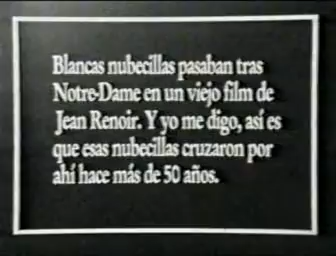 Blancas nubecillas pasaban tras
Notre-Dame en un viejo film de
Jean Renoir. Y yo me digo, así es
que esas nubecillas cruzaron por
ahí hace más de 50 años.